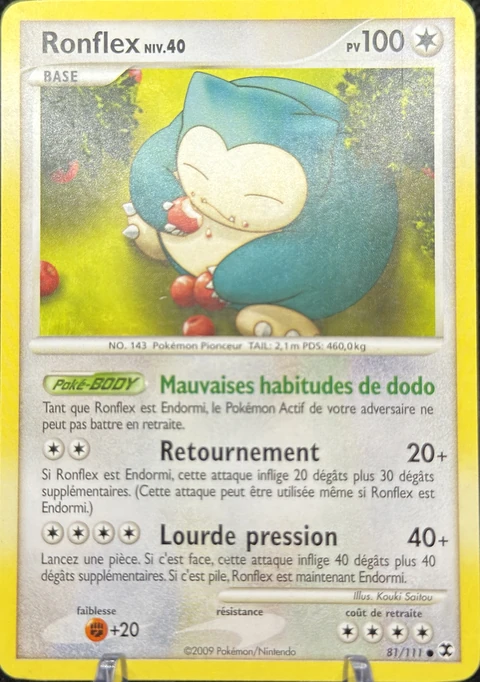 Ronflex NIV.40 PV 100
BASE
NO. 143 Pokémon Pionceur TAIL: 2,1m PDS: 460,0kg
Poké-BODY Mauvaises habitudes de dodo
Tant que Ronflex est Endormi, le Pokémon Actif de votre adversaire ne
peut pas battre en retraite.
Retournement 20+
Si Ronflex est Endormi, cette attaque inflige 20 dégâts plus 30 dégâts
supplémentaires. (Cette attaque peut être utilisée même si Ronflex est
Endormi.)
Lourde pression 40+
Lancez une pièce. Si c'est face, cette attaque inflige 40 dégâts plus 40
dégâts supplémentaires. Si c'est pile, Ronflex est maintenant Endormi.
Illus. Kouki Saitou
faiblesse résistance coût de retraite
+20
©2009 Pokémon/Nintendo 81/111